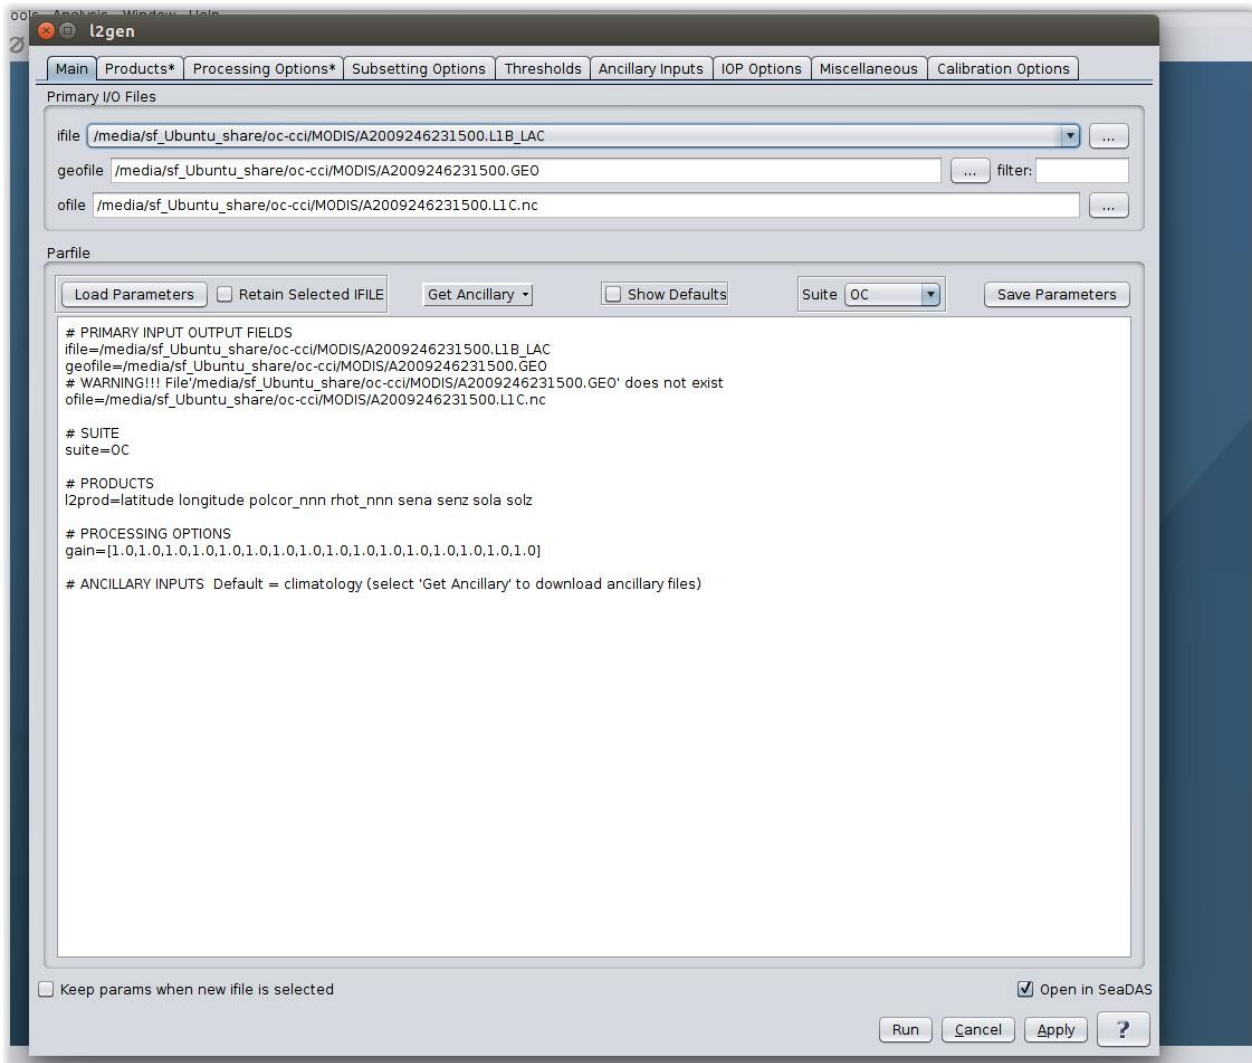 Tools Analysis Window Help
l2gen
Main Products* Processing Options* Subsetting Options Thresholds Ancillary Inputs IOP Options Miscellaneous Calibration Options
Primary I/O Files
ifile /media/sf_Ubuntu_share/oc-cci/MODIS/A2009246231500.L1B_LAC ...
geofile /media/sf_Ubuntu_share/oc-cci/MODIS/A2009246231500.GEO ... filter:
ofile /media/sf_Ubuntu_share/oc-cci/MODIS/A2009246231500.L1C.nc ...
Parfile
Load Parameters Retain Selected IFILE Get Ancillary Show Defaults Suite OC Save Parameters
# PRIMARY INPUT OUTPUT FIELDS
ifile=/media/sf_Ubuntu_share/oc-cci/MODIS/A2009246231500.L1B_LAC
geofile=/media/sf_Ubuntu_share/oc-cci/MODIS/A2009246231500.GEO
# WARNING!!! File'/media/sf_Ubuntu_share/oc-cci/MODIS/A2009246231500.GEO' does not exist
ofile=/media/sf_Ubuntu_share/oc-cci/MODIS/A2009246231500.L1C.nc
# SUITE
suite=OC
# PRODUCTS
l2prod=latitude longitude polcor_nnn rhot_nnn sena senz sola solz
# PROCESSING OPTIONS
gain=[1.0,1.0,1.0,1.0,1.0,1.0,1.0,1.0,1.0,1.0,1.0,1.0,1.0,1.0,1.0,1.0]
# ANCILLARY INPUTS  Default = climatology (select 'Get Ancillary' to download ancillary files)
Keep params when new ifile is selected
Open in SeaDAS
Run Cancel Apply ?